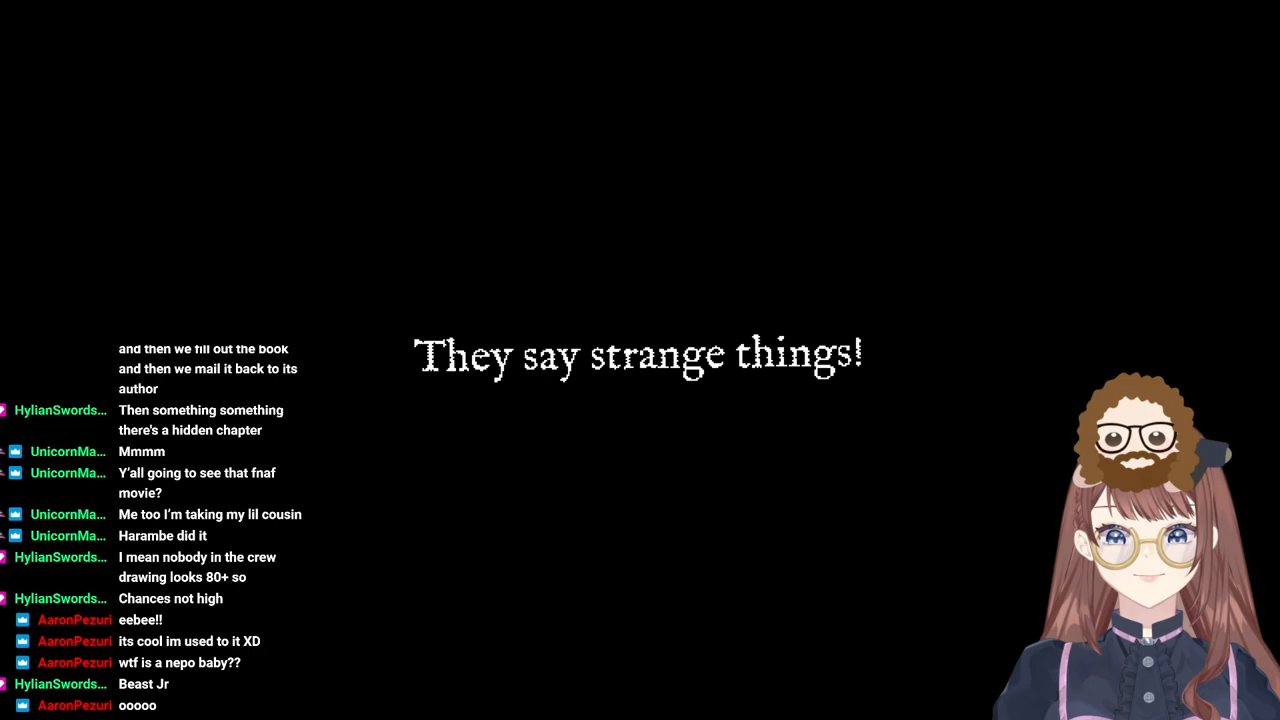 They say strange things!
and then we fill out the book
and then we mail it back to its
author
HylianSwords... Then something something
there's a hidden chapter
UnicornMa... Mmmm
UnicornMa... Y'all going to see that fnaf
movie?
UnicornMa... Me too I'm taking my lil cousin
UnicornMa... Harambe did it
HylianSwords... I mean nobody in the crew
drawing looks 80+ so
HylianSwords... Chances not high
AaronPezuri eebee!!
AaronPezuri its cool im used to it XD
AaronPezuri wtf is a nepo baby??
HylianSwords... Beast Jr
AaronPezuri ooooo